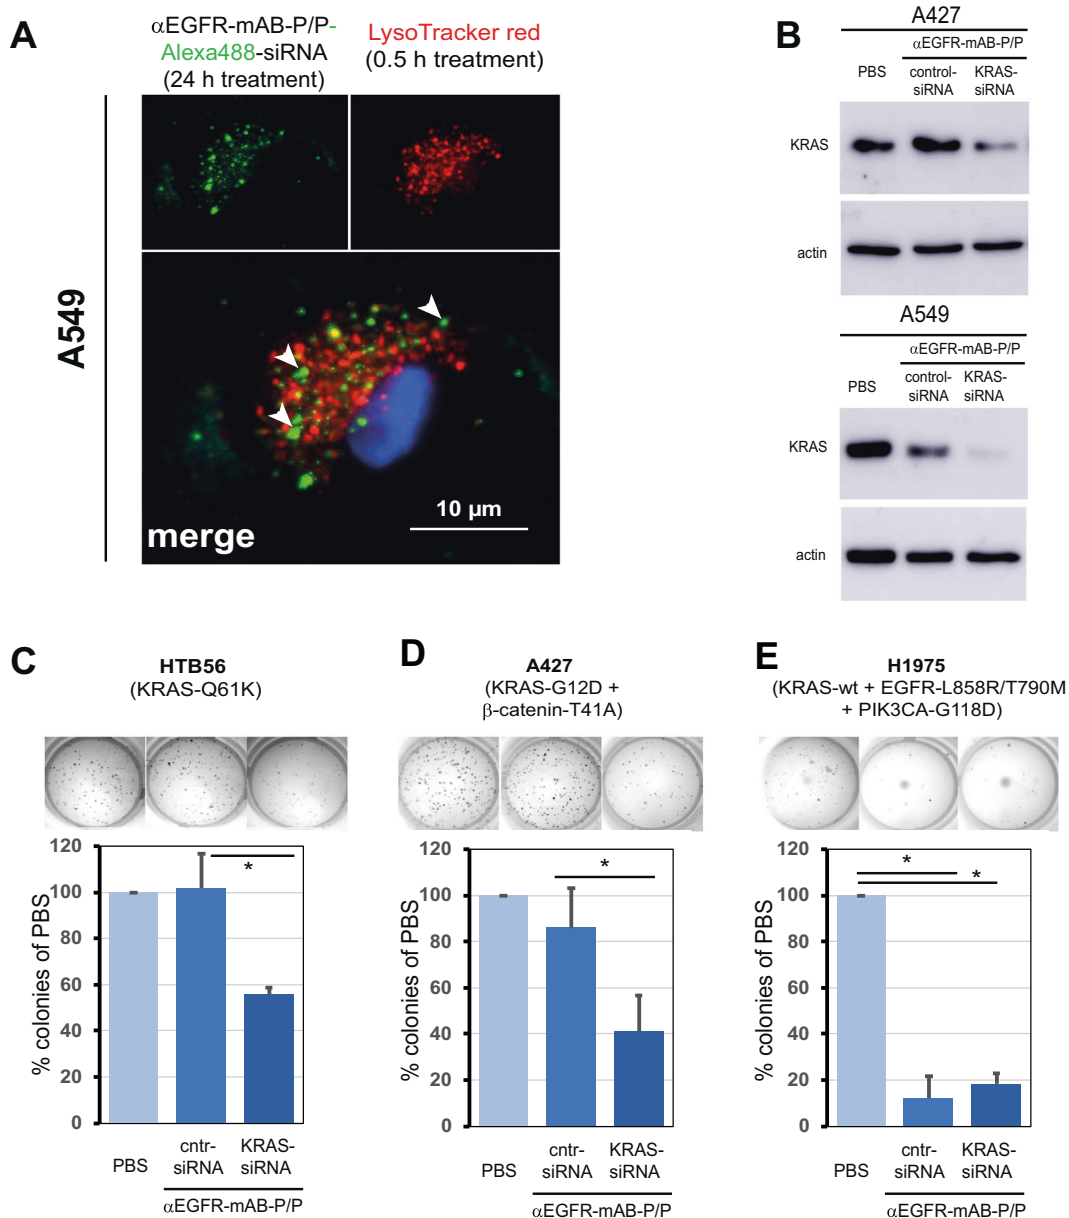 A
αEGFR-mAB-P/P-
Alexa488-siRNA
(24 h treatment)
LysoTracker red
(0.5 h treatment)
A549
merge
10 µm
B
A427
αEGFR-mAB-P/P
PBS
control-
siRNA
KRAS-
siRNA
KRAS
actin
A549
αEGFR-mAB-P/P
PBS
control-
siRNA
KRAS-
siRNA
KRAS
actin
C
HTB56
(KRAS-Q61K)
% colonies of PBS
120
100
80
60
40
20
0
*
PBS
cntr-
siRNA
KRAS-
siRNA
αEGFR-mAB-P/P
D
A427
(KRAS-G12D +
β-catenin-T41A)
% colonies of PBS
120
100
80
60
40
20
0
*
PBS
cntr-
siRNA
KRAS-
siRNA
αEGFR-mAB-P/P
E
H1975
(KRAS-wt + EGFR-L858R/T790M
+ PIK3CA-G118D)
% colonies of PBS
120
100
80
60
40
20
0
*
*
PBS
cntr-
siRNA
KRAS-
siRNA
αEGFR-mAB-P/P